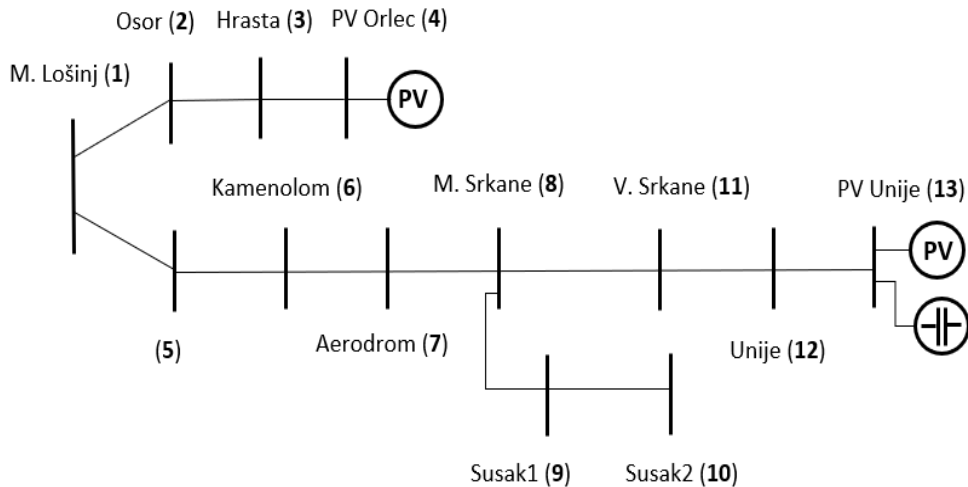 Osor (2)
Hrasta (3)
PV Orlec (4)
M. Lošinj (1)
PV
Kamenolom (6)
M. Srkane (8)
V. Srkane (11)
PV Unije (13)
PV
(5)
Aerodrom (7)
Unije (12)
Susak1 (9)
Susak2 (10)